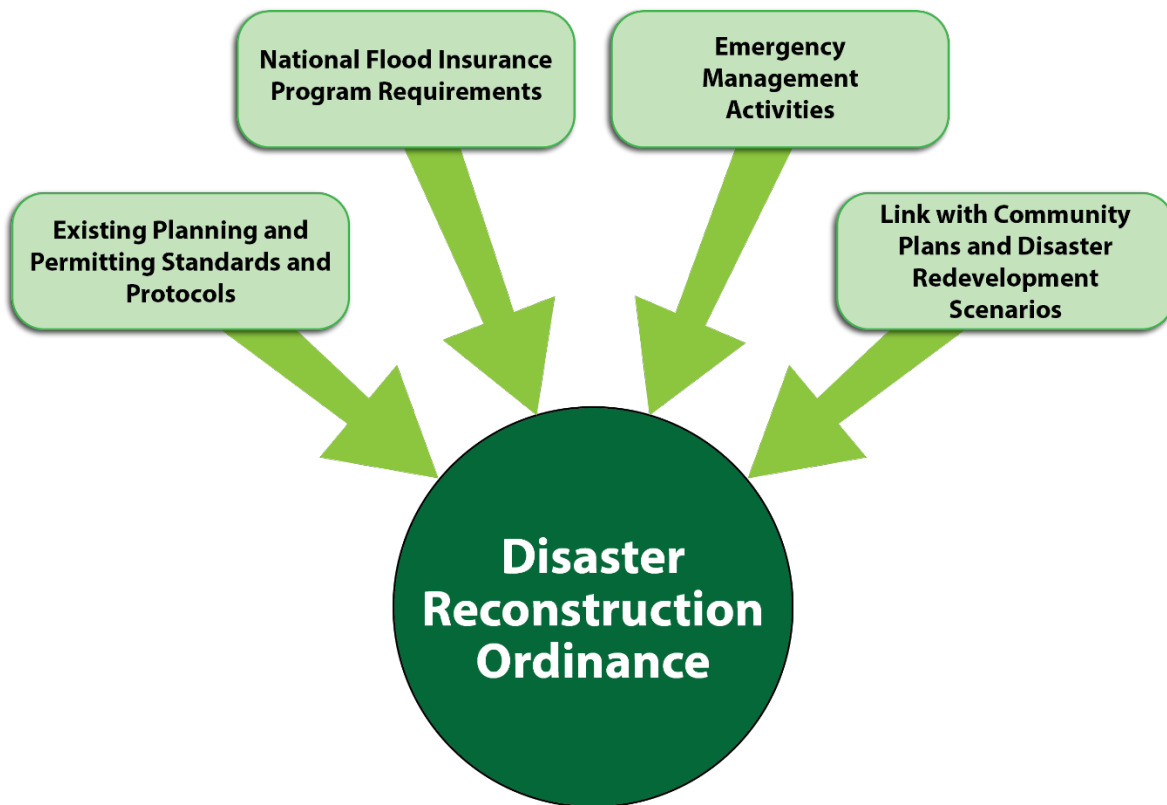 National Flood Insurance
Program Requirements
Emergency
Management
Activities
Existing Planning and
Permitting Standards and
Protocols
Link with Community
Plans and Disaster
Redevelopment
Scenarios
Disaster
Reconstruction
Ordinance